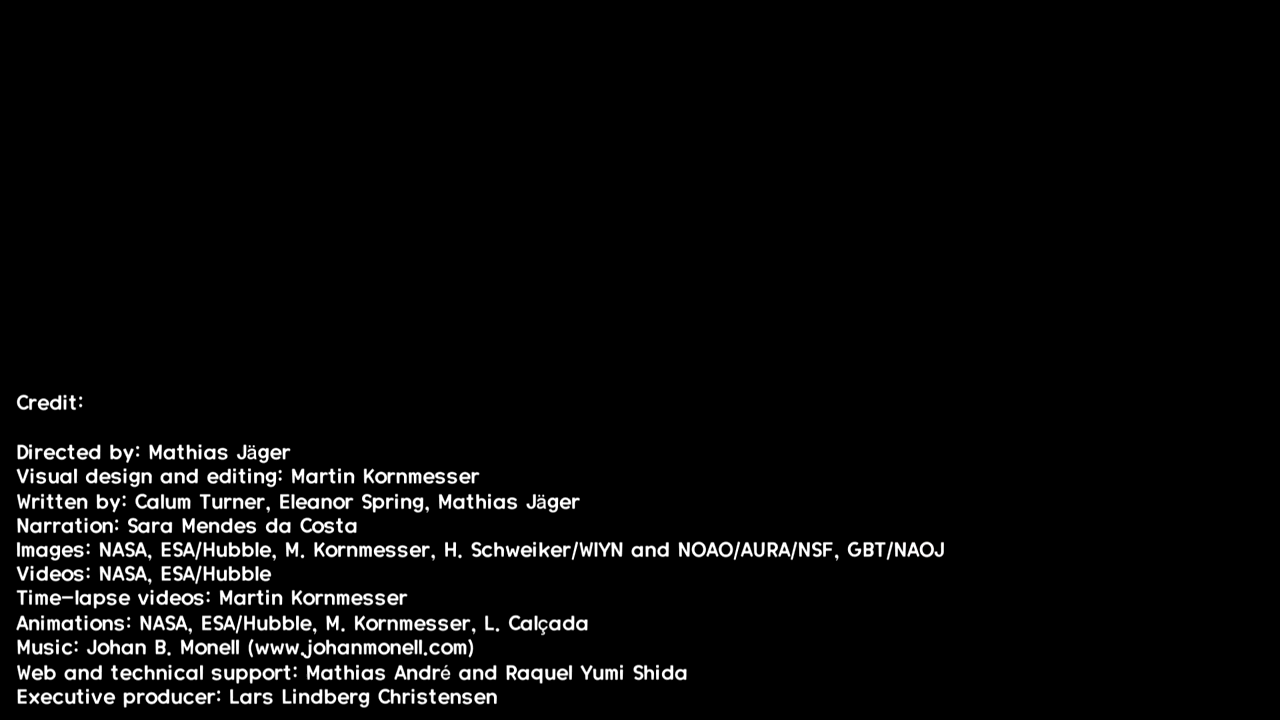 Credit:
Directed by: Mathias Jäger
Visual design and editing: Martin Kornmesser
Written by: Calum Turner, Eleanor Spring, Mathias Jäger
Narration: Sara Mendes da Costa
Images: NASA, ESA/Hubble, M. Kornmesser, H. Schweiker/WIYN and NOAO/AURA/NSF, GBT/NAOJ
Videos: NASA, ESA/Hubble
Time-lapse videos: Martin Kornmesser
Animations: NASA, ESA/Hubble, M. Kornmesser, L. Calçada
Music: Johan B. Monell (www.johanmonell.com)
Web and technical support: Mathias André and Raquel Yumi Shida
Executive producer: Lars Lindberg Christensen